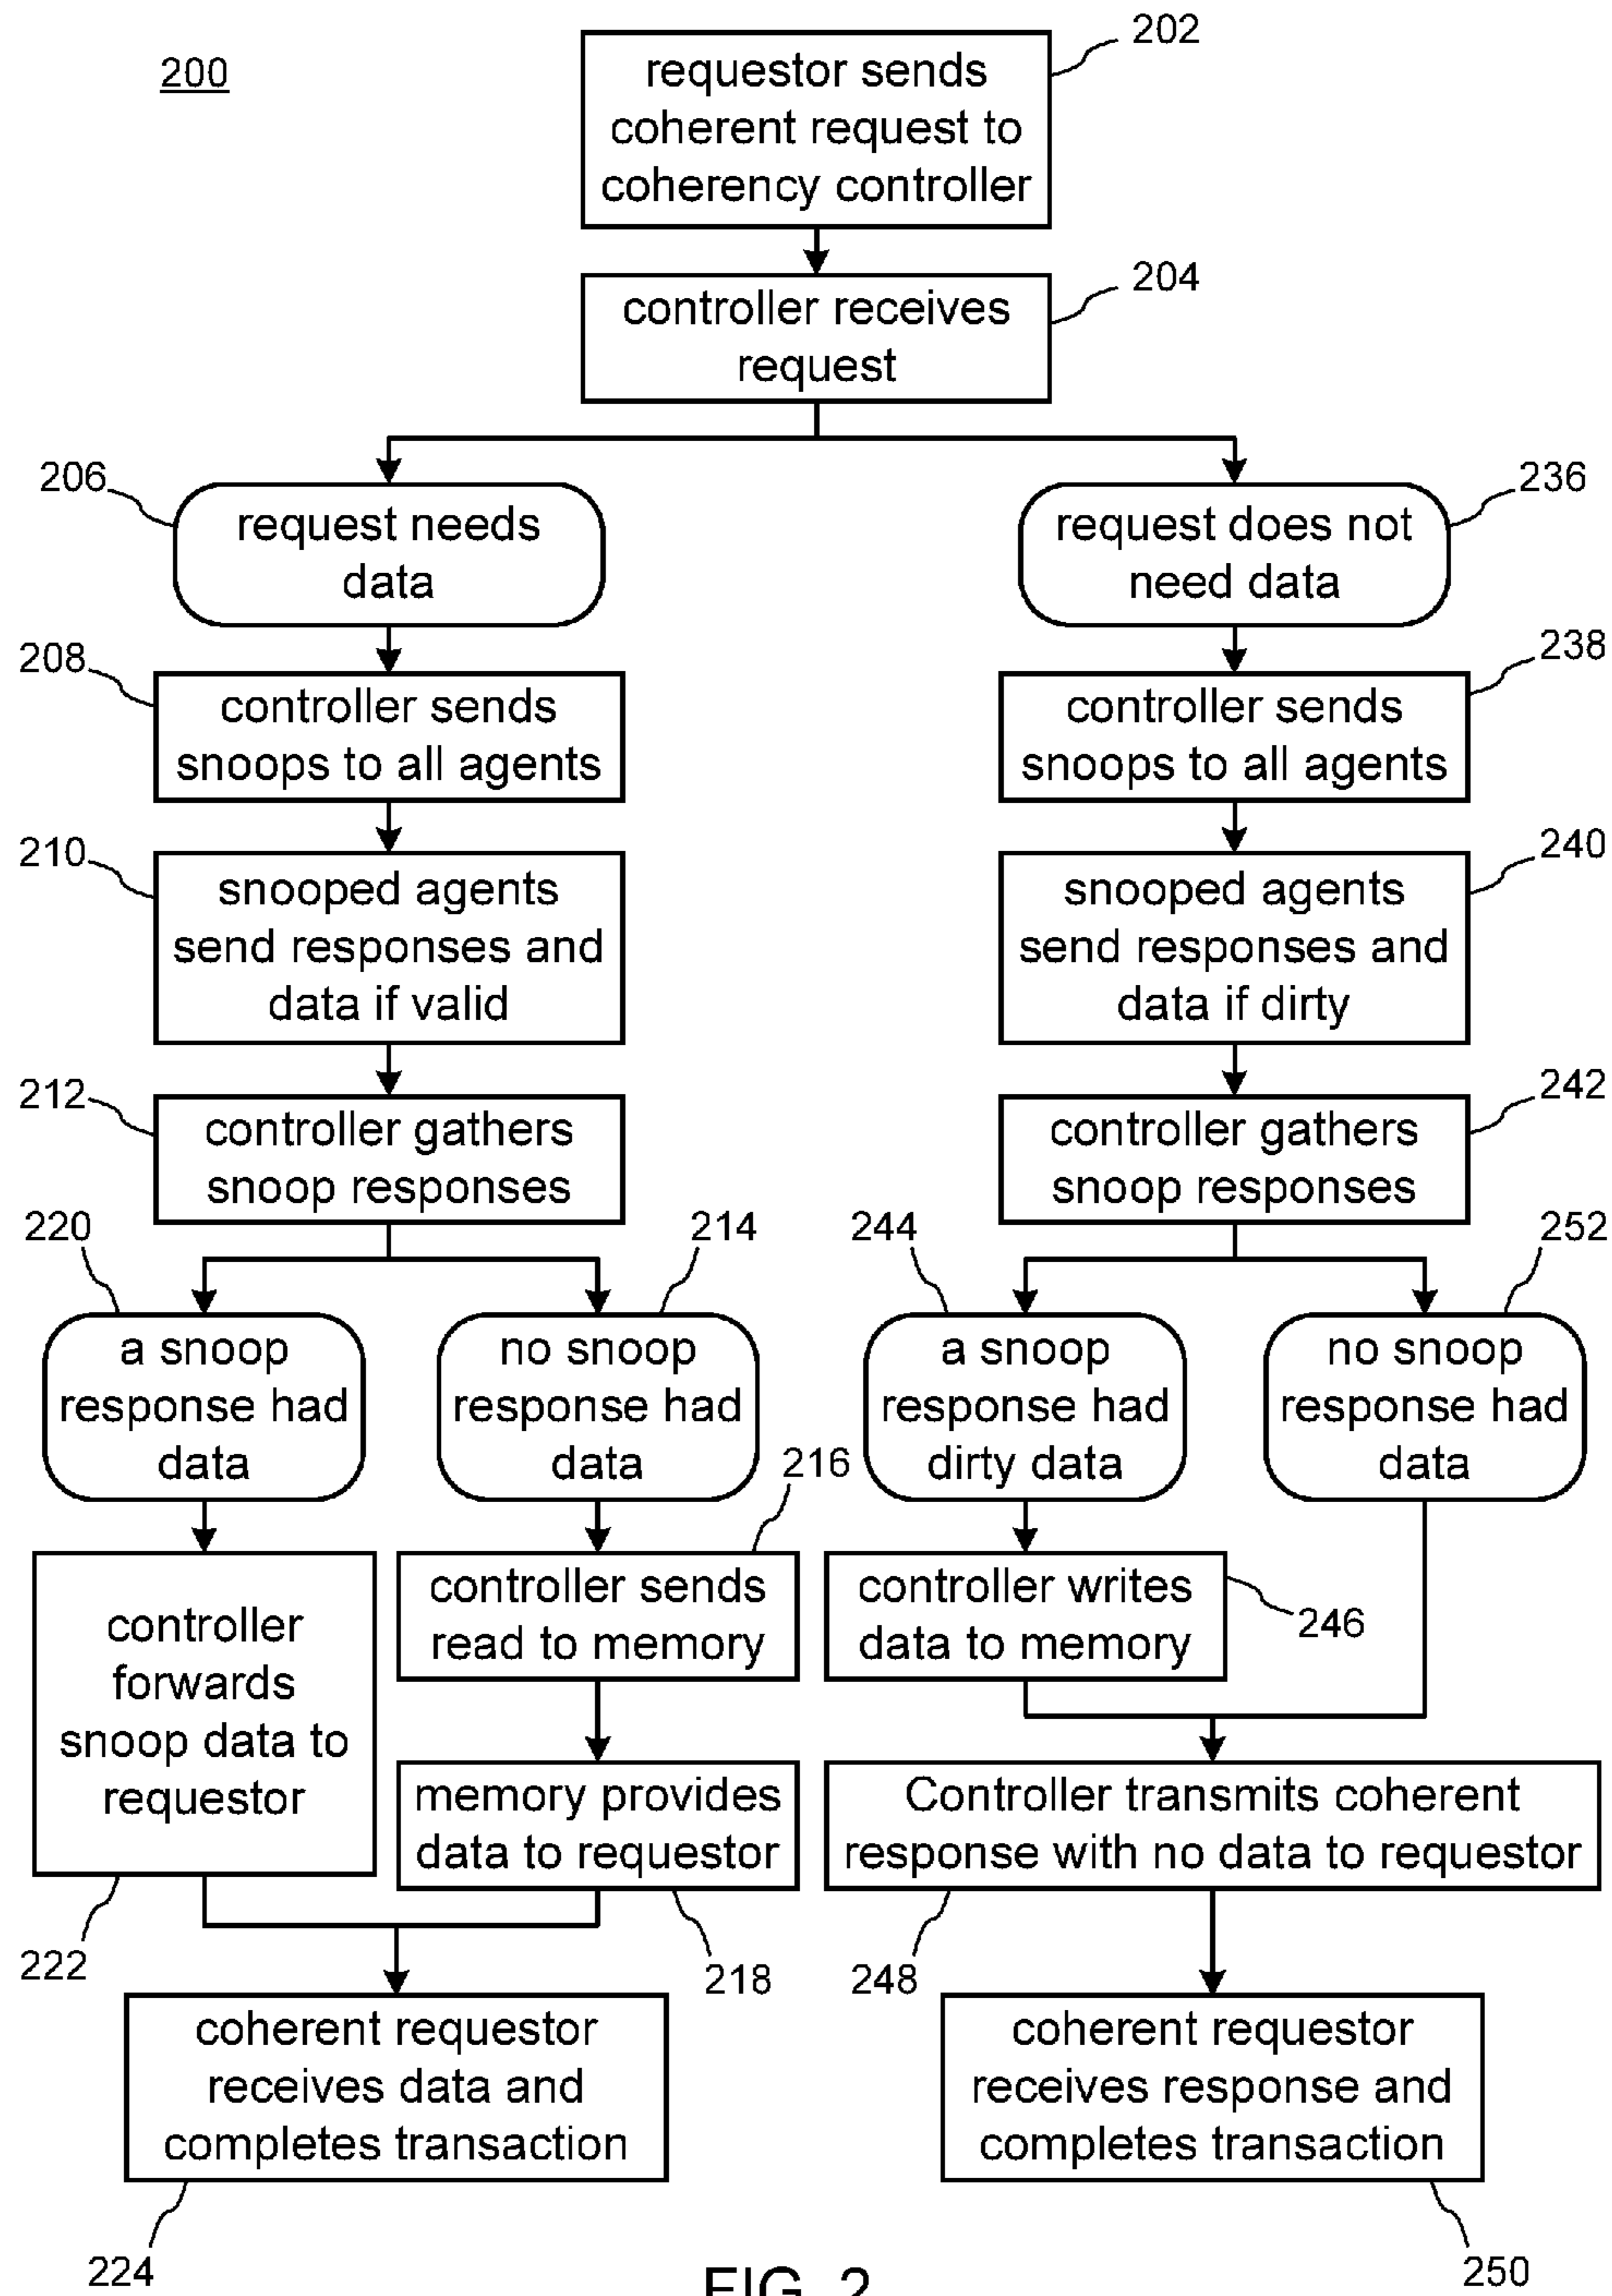 200
202
requestor sends
coherent request to
coherency controller
204
controller receives
request
206
request needs
data
236
request does not
need data
208
controller sends
snoops to all agents
238
controller sends
snoops to all agents
210
snooped agents
send responses and
data if valid
240
snooped agents
send responses and
data if dirty
212
controller gathers
snoop responses
242
controller gathers
snoop responses
220
a snoop
response had
data
214
no snoop
response had
data
244
a snoop
response had
dirty data
252
no snoop
response had
data
222
controller
forwards
snoop data to
requestor
216
controller sends
read to memory
246
controller writes
data to memory
218
memory provides
data to requestor
248
Controller transmits coherent
response with no data to requestor
224
coherent requestor
receives data and
completes transaction
250
coherent requestor
receives response and
completes transaction
FIG. 2